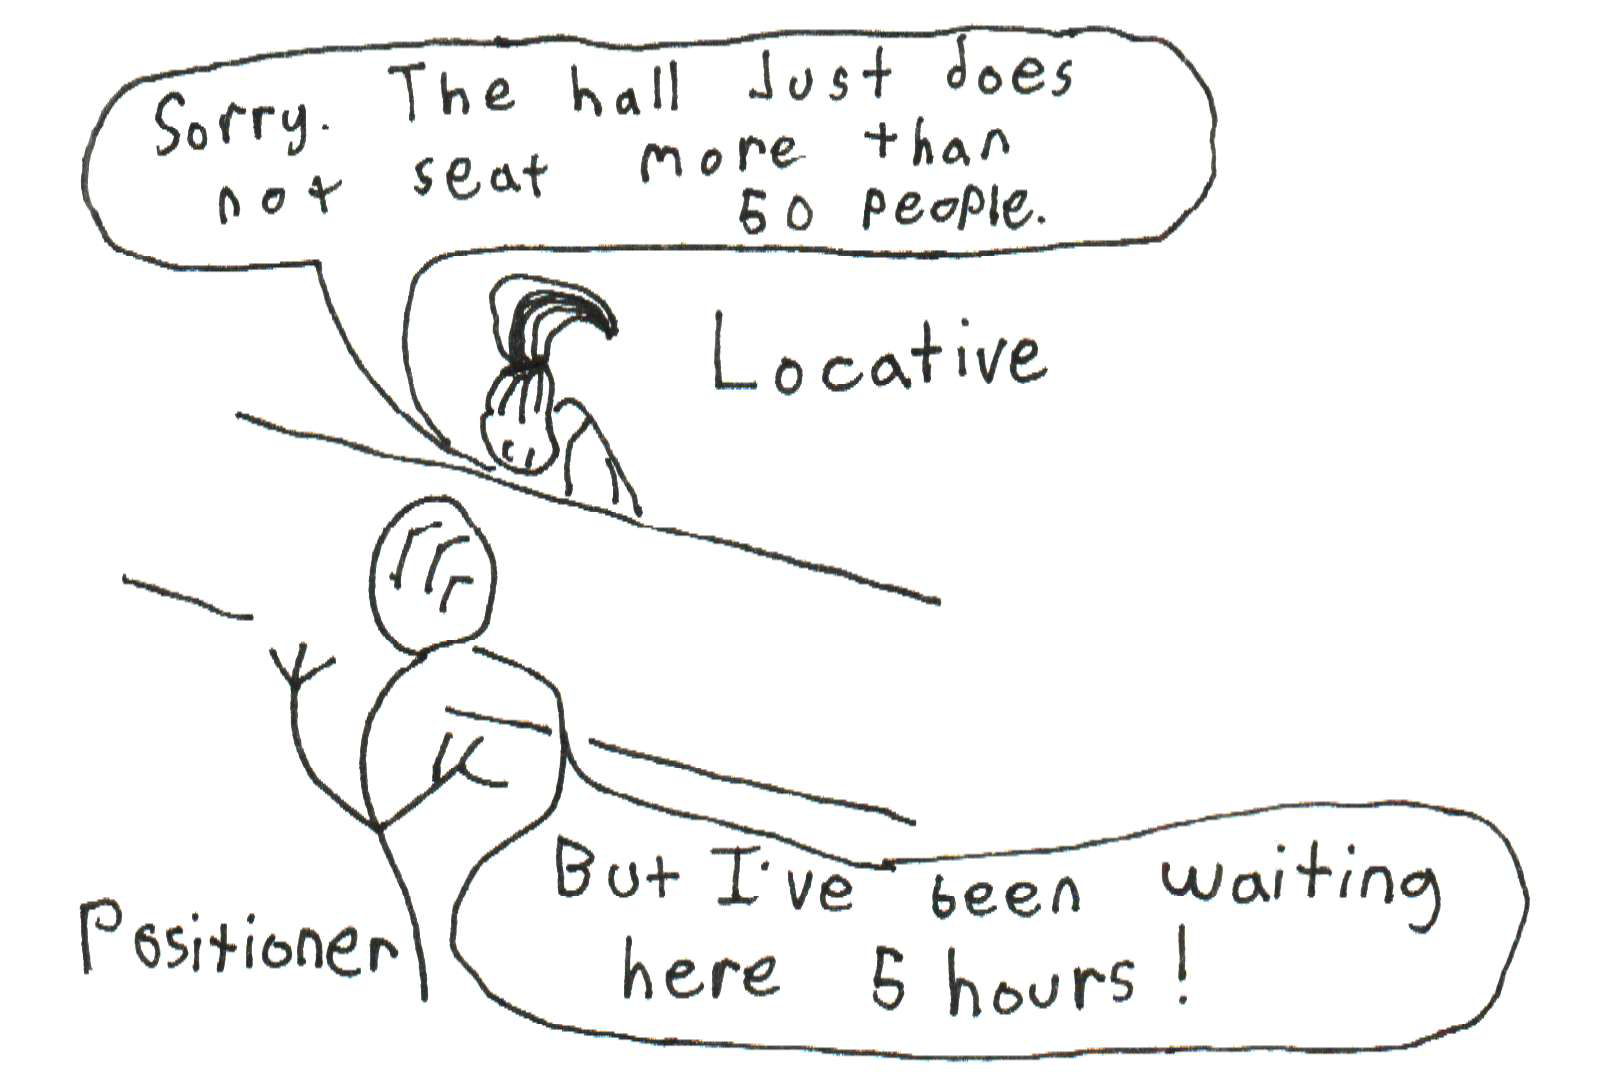 Sorry. The hall Just does
not seat more than
50 people.
Locative
But I've been waiting
here 5 hours!
Positioner